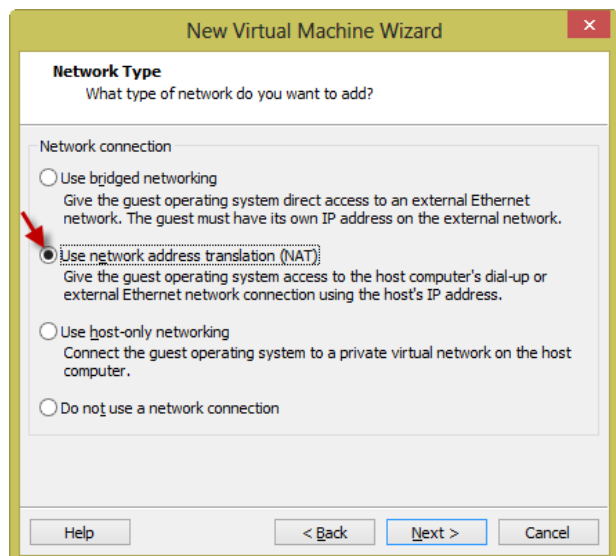 New Virtual Machine Wizard
Network Type
What type of network do you want to add?
Network connection
Use bridged networking
Give the guest operating system direct access to an external Ethernet
network. The guest must have its own IP address on the external network.
Use network address translation (NAT)
Give the guest operating system access to the host computer's dial-up or
external Ethernet network connection using the host's IP address.
Use host-only networking
Connect the guest operating system to a private virtual network on the host
computer.
Do not use a network connection
Help
< Back
Next >
Cancel